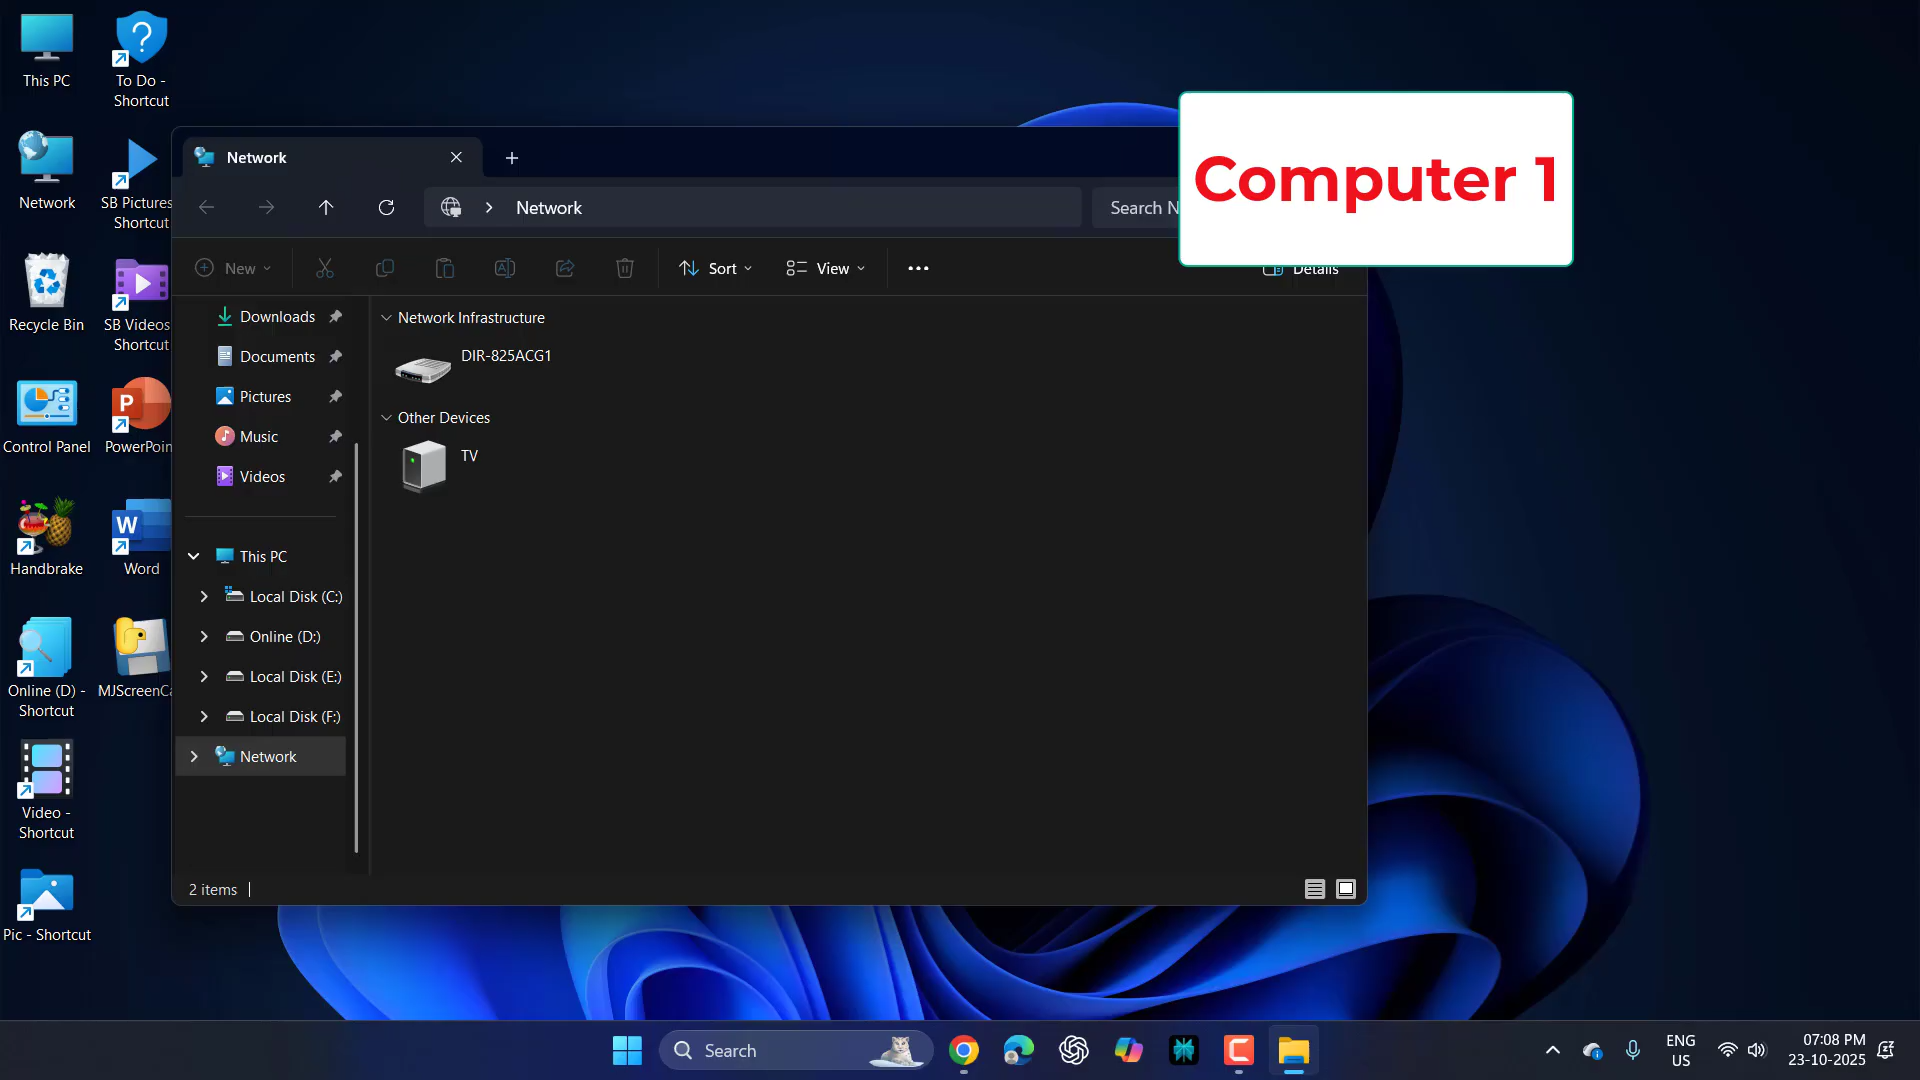 This PC
To Do -
Shortcut
Network
SB Pictures
Shortcut
Recycle Bin
SB Videos
Shortcut
Control Panel
PowerPoin
Handbrake
Word
Online (D) -
Shortcut
MJScreenCa
Video -
Shortcut
Pic - Shortcut
Network
Network
Search N
Computer 1
New
Sort
View
Details
Downloads
Documents
Pictures
Music
Videos
This PC
Local Disk (C:)
Online (D:)
Local Disk (E:)
Local Disk (F:)
Network
Network Infrastructure
DIR-825ACG1
Other Devices
TV
2 items
Search
ENG
US
07:08 PM
23-10-2025